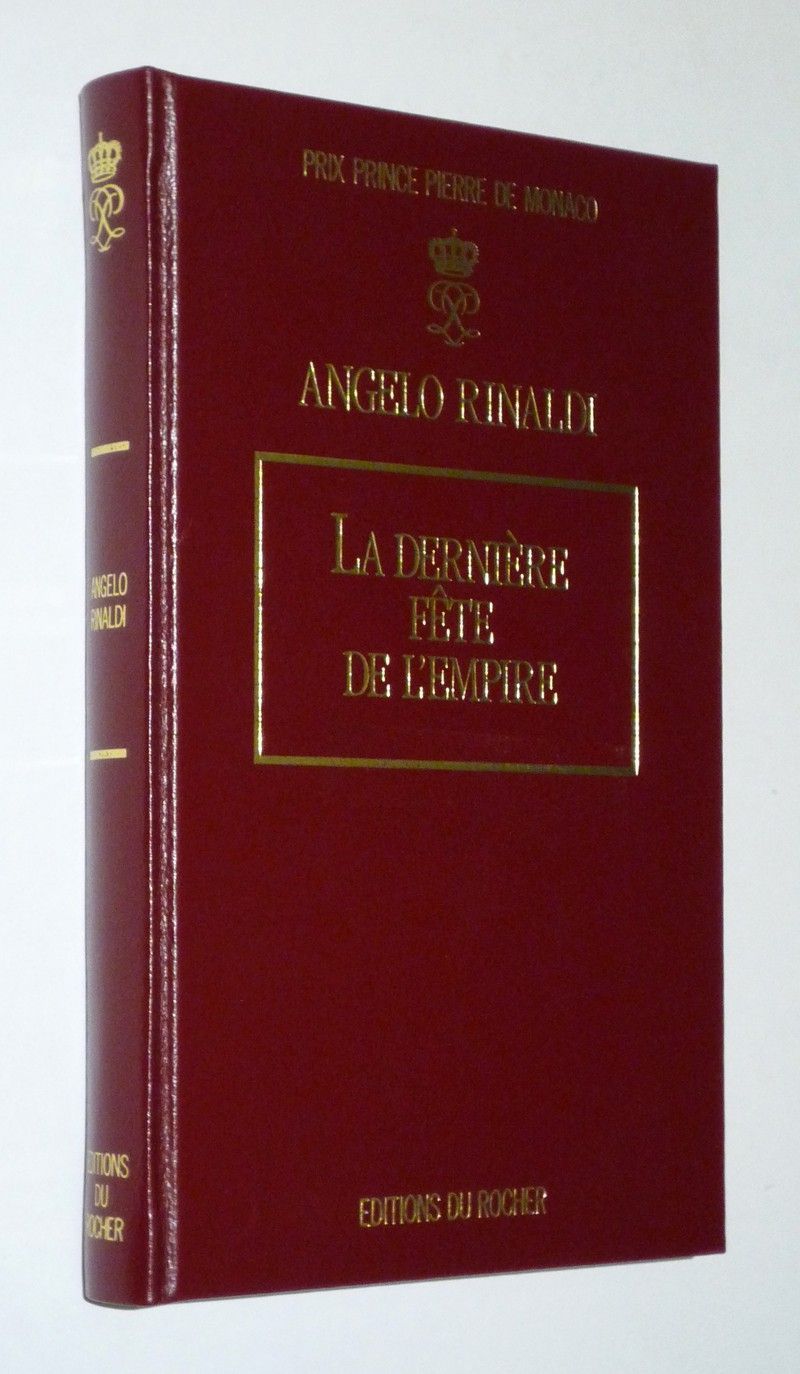 PRIX PRINCE PIERRE DE MONACO
ANGELO RINALDI
LA DERNIÈRE
FÊTE
DE L'EMPIRE
EDITIONS DU ROCHER
ANGELO
RINALDI
EDITIONS
DU
ROCHER